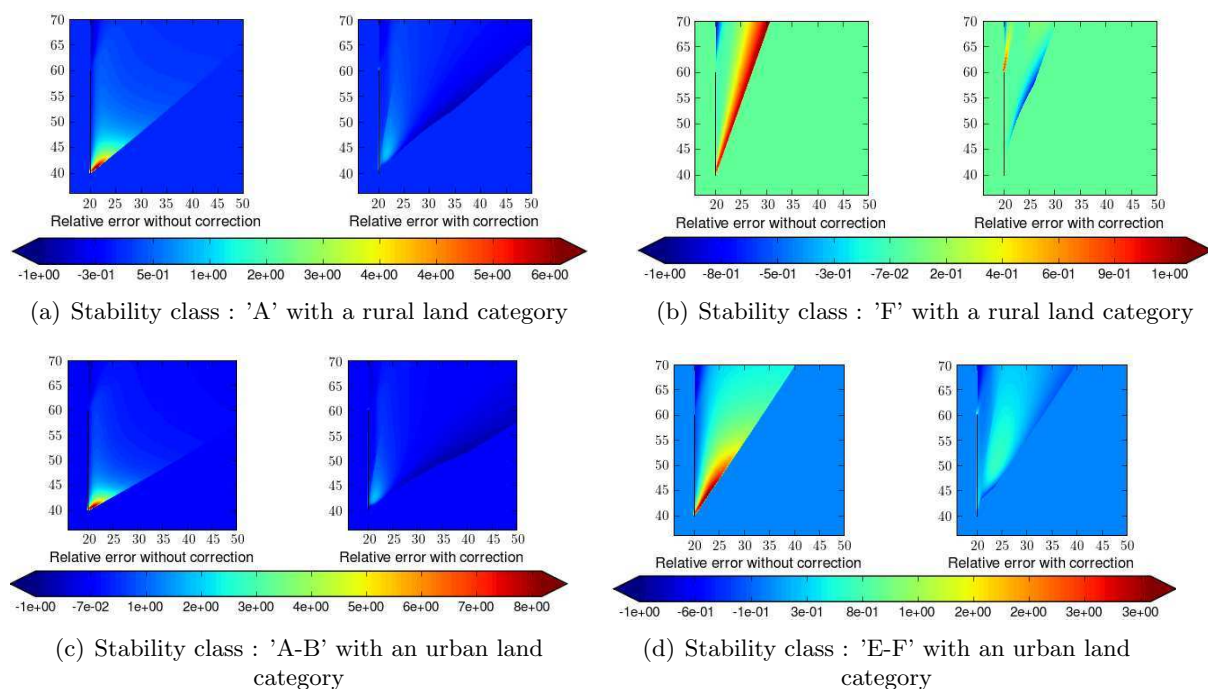 70
65
60
55
50
45
40
20 25 30 35 40 45 50
Relative error without correction
70
65
60
55
50
45
40
20 25 30 35 40 45 50
Relative error with correction
-1e+00 -3e-01 5e-01 1e+00 2e+00 3e+00 4e+00 4e+00 5e+00 6e+00
(a) Stability class : 'A' with a rural land category
70
65
60
55
50
45
40
20 25 30 35 40 45 50
Relative error without correction
70
65
60
55
50
45
40
20 25 30 35 40 45 50
Relative error with correction
-1e+00 -8e-01 -5e-01 -3e-01 -7e-02 2e-01 4e-01 6e-01 9e-01 1e+00
(b) Stability class : 'F' with a rural land category
70
65
60
55
50
45
40
20 25 30 35 40 45 50
Relative error without correction
70
65
60
55
50
45
40
20 25 30 35 40 45 50
Relative error with correction
-1e+00 -7e-02 1e+00 2e+00 3e+00 4e+00 5e+00 6e+00 7e+00 8e+00
(c) Stability class : 'A-B' with an urban land
category
70
65
60
55
50
45
40
20 25 30 35 40 45 50
Relative error without correction
70
65
60
55
50
45
40
20 25 30 35 40 45 50
Relative error with correction
-1e+00 -6e-01 -1e-01 3e-01 8e-01 1e+00 2e+00 2e+00 3e+00 3e+00
(d) Stability class : 'E-F' with an urban land
category